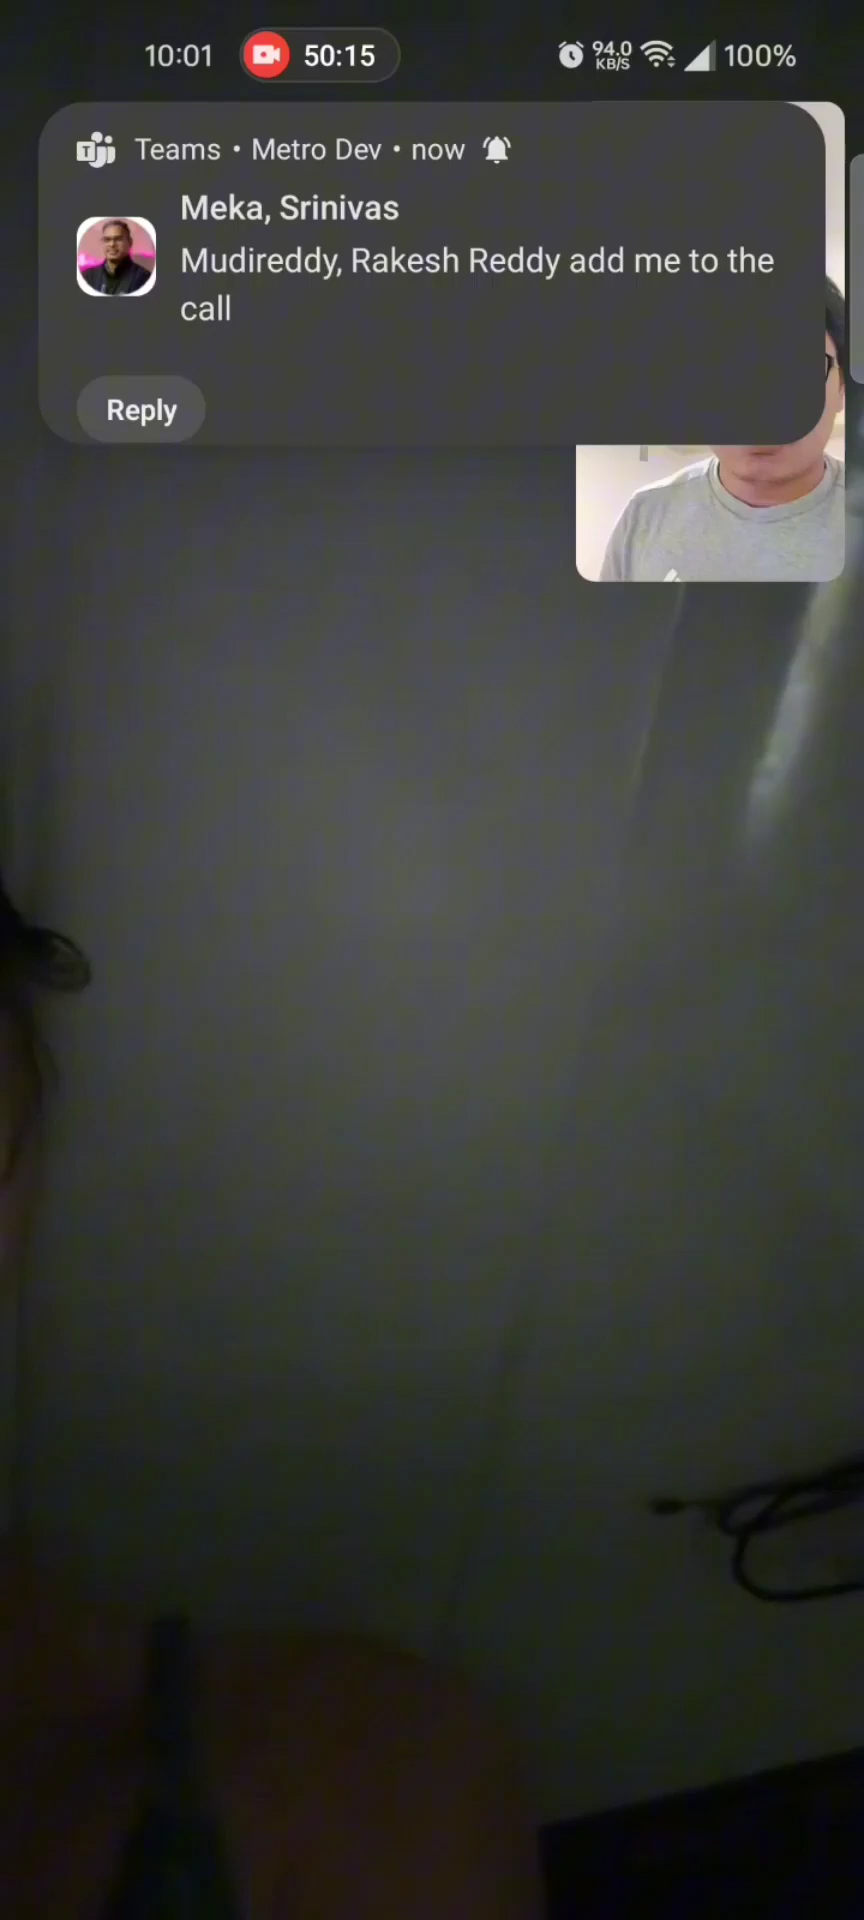 10:01 50:15 94.0 KB/S 100%
Teams • Metro Dev • now
Meka, Srinivas
Mudireddy, Rakesh Reddy add me to the
call
Reply